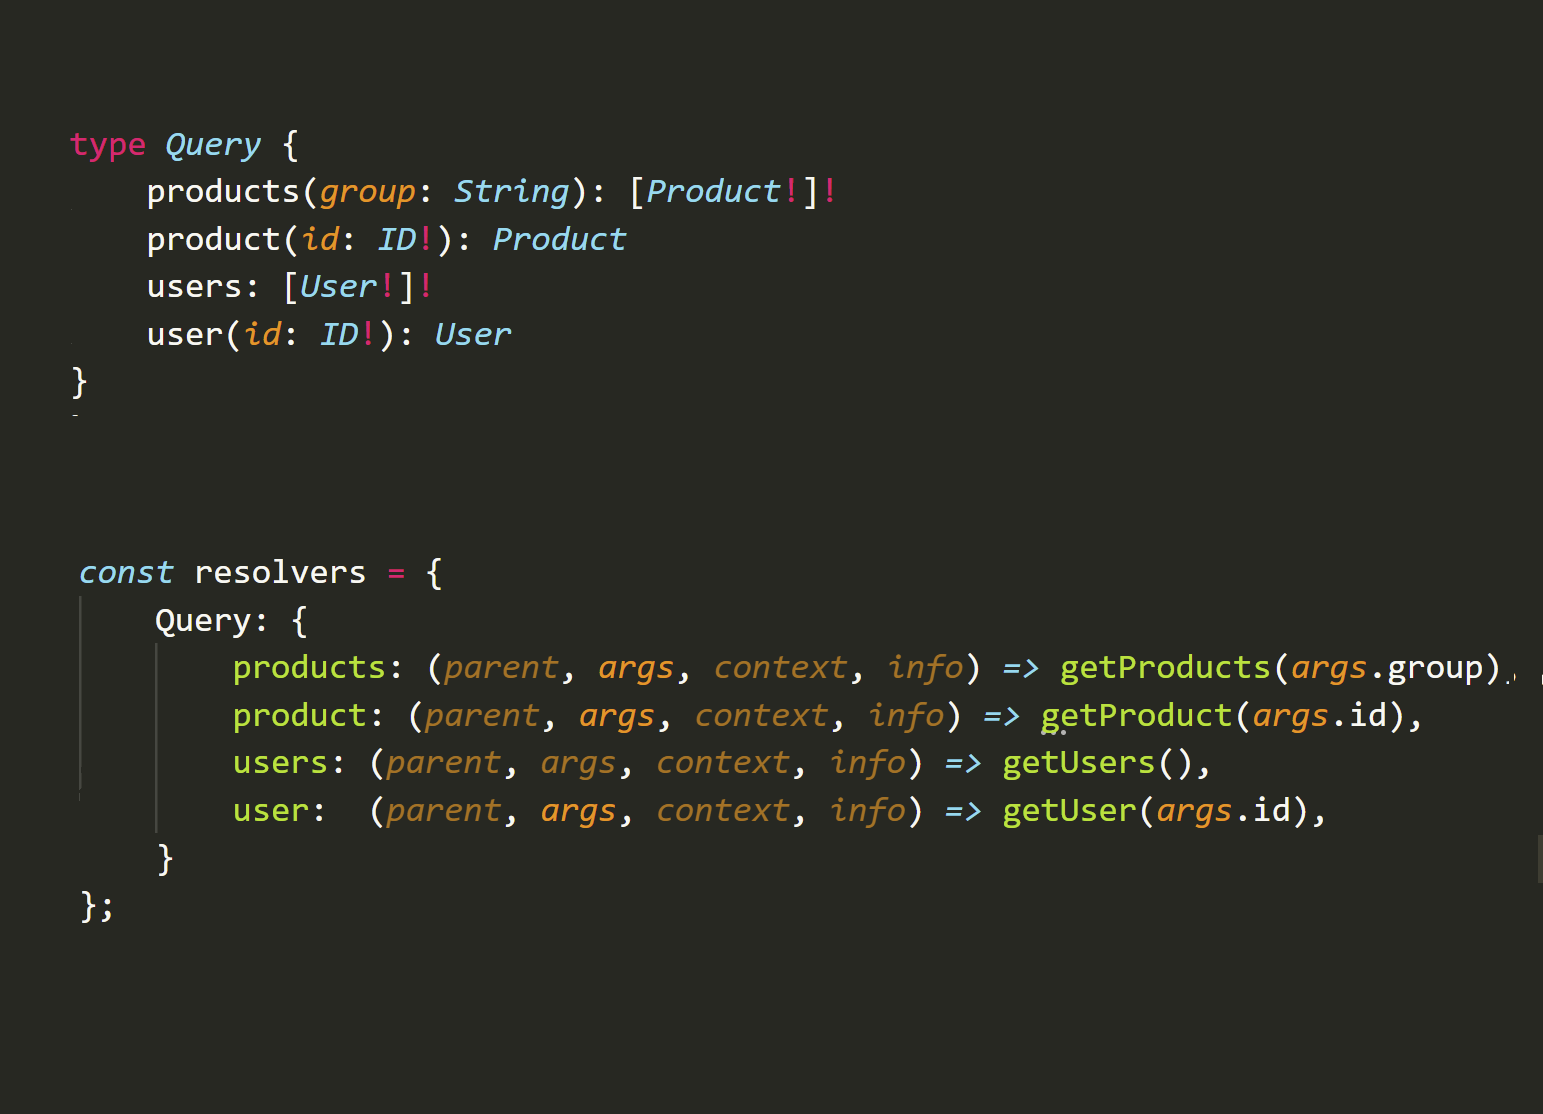 type Query {
    products(group: String): [Product!]!
    product(id: ID!): Product
    users: [User!]!
    user(id: ID!): User
}
const resolvers = {
    Query: {
        products: (parent, args, context, info) => getProducts(args.group),
        product: (parent, args, context, info) => getProduct(args.id),
        users: (parent, args, context, info) => getUsers(),
        user:  (parent, args, context, info) => getUser(args.id),
    }
};